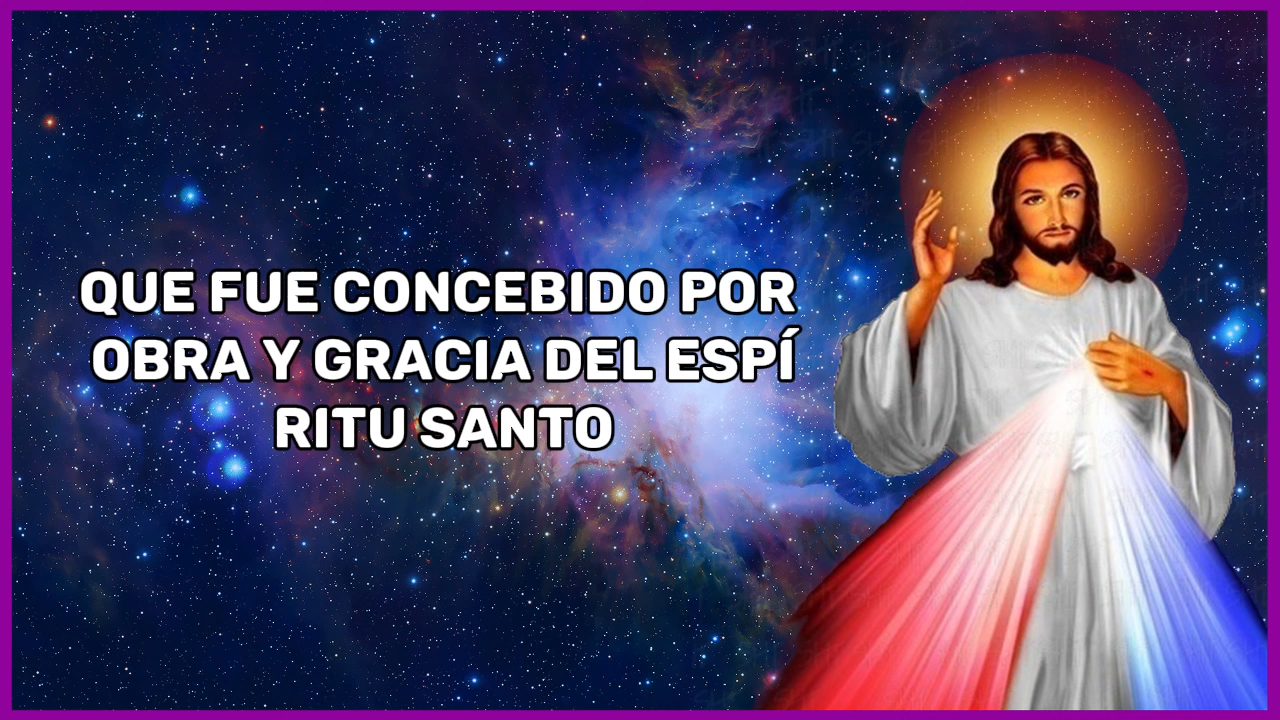 QUE FUE CONCEBIDO POR
OBRA Y GRACIA DEL ESPÍ
RITU SANTO